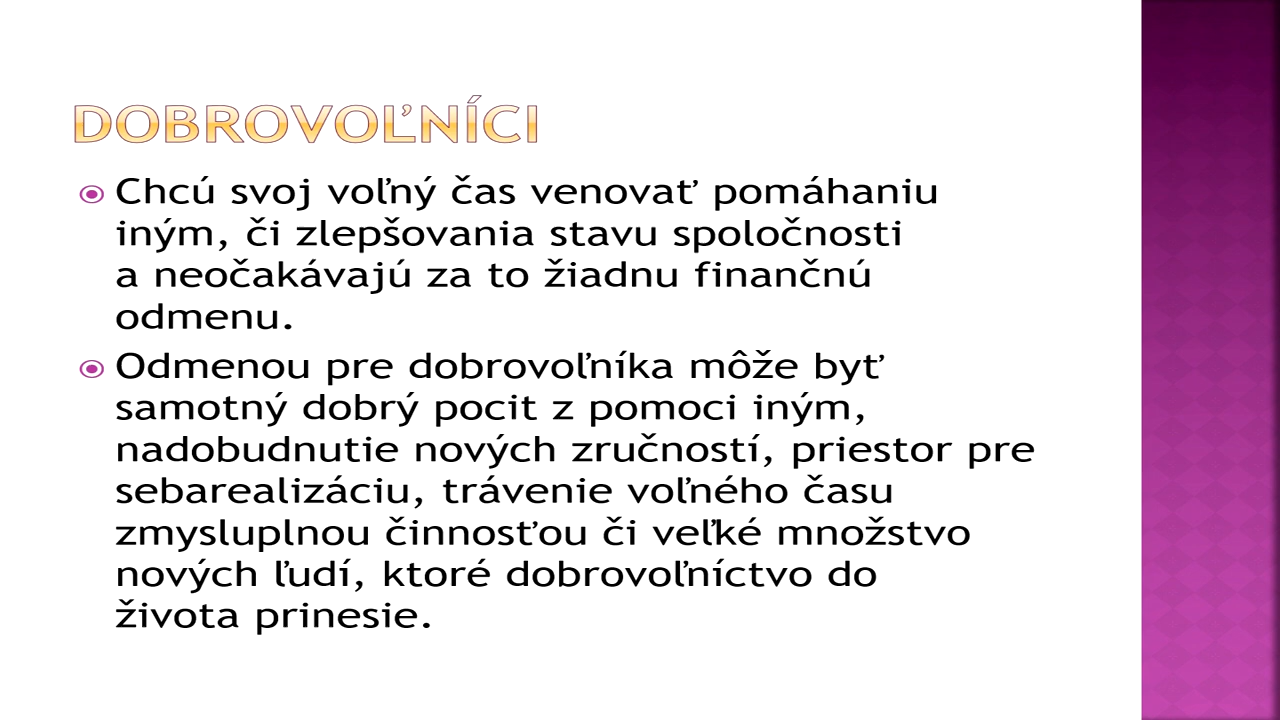 DOBROVOĽNÍCI
Chcú svoj voľný čas venovať pomáhaniu
iným, či zlepšovania stavu spoločnosti
a neočakávajú za to žiadnu finančnú
odmenu.
Odmenou pre dobrovoľníka môže byť
samotný dobrý pocit z pomoci iným,
nadobudnutie nových zručností, priestor pre
sebarealizáciu, trávenie voľného času
zmysluplnou činnosťou či veľké množstvo
nových ľudí, ktoré dobrovoľníctvo do
života prinesie.